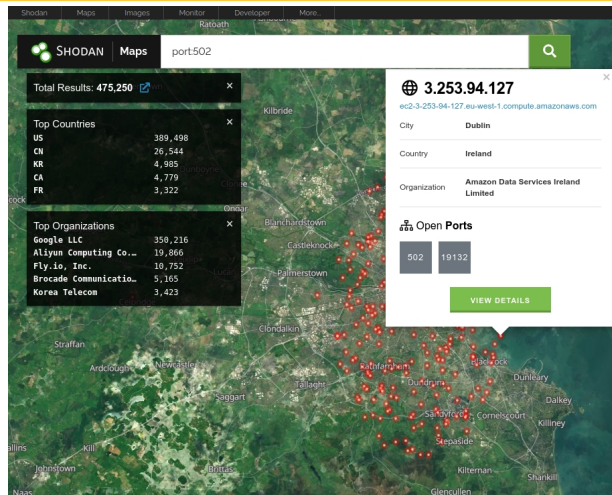 Shodan Maps Images Monitor Developer More...
Ratoath
SHODAN Maps port:502
Total Results: 475,250 ×
Top Countries ×
US 389,498
CN 26,544
KR 4,985
CA 4,779
FR 3,322
Top Organizations ×
Google LLC 350,216
Aliyun Computing Co... 19,866
Fly.io, Inc. 10,752
Brocade Communicatio... 5,165
Korea Telecom 3,423
×
3.253.94.127
ec2-3-253-94-127.eu-west-1.compute.amazonaws.com
City Dublin
Country Ireland
Organization Amazon Data Services Ireland
Limited
Open Ports
502 19132
VIEW DETAILS
Kilbride
Ongar
Blanchardstown
Castleknock
Palmerstown
Clondalkin
Straffan
Ardclough
Newcastle
Rathfarnham
Blackrock
Tallaght
Dundrum
Dunleary
Saggart
Dalkey
Sandyford
Cornelscourt
Killiney
Stepaside
Kill
Johnstown
Brittas
Kilternan
Shankill
Naas
Glencullen